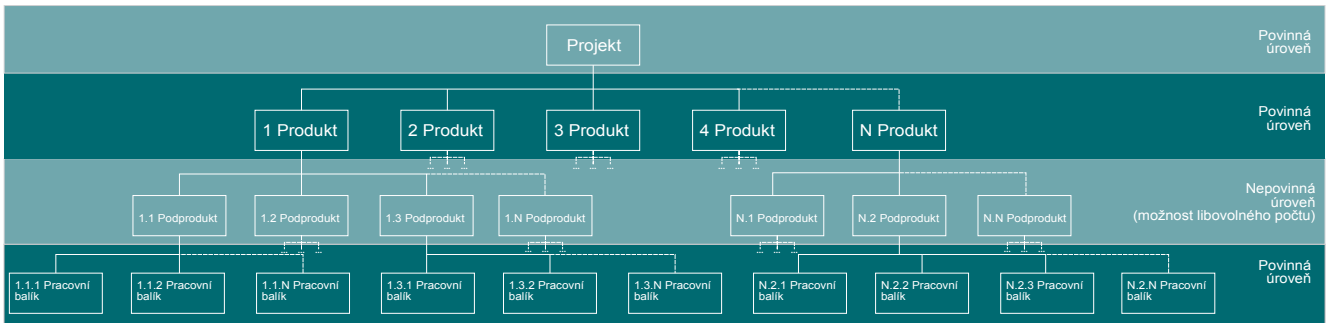 Projekt
Povinná
úroveň
1 Produkt
2 Produkt
3 Produkt
4 Produkt
N Produkt
Povinná
úroveň
...
...
...
...
...
...
...
...
...
1.1 Podprodukt
1.2 Podprodukt
1.3 Podprodukt
1.N Podprodukt
N.1 Podprodukt
N.2 Podprodukt
N.N Podprodukt
Nepovinná
úroveň
(možnost libovolného počtu)
...
...
...
...
...
...
...
...
...
...
...
...
1.1.1 Pracovní
balík
1.1.2 Pracovní
balík
1.1.N Pracovní
balík
1.3.1 Pracovní
balík
1.3.2 Pracovní
balík
1.3.N Pracovní
balík
N.2.1 Pracovní
balík
N.2.2 Pracovní
balík
N.2.3 Pracovní
balík
N.2.N Pracovní
balík
Povinná
úroveň